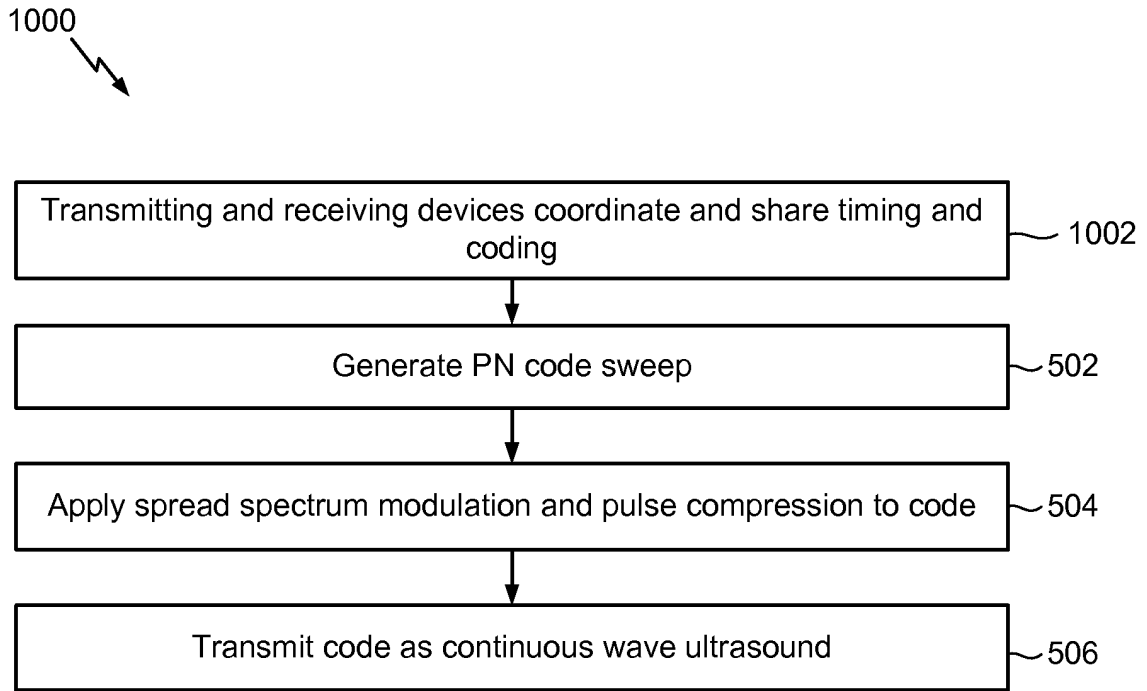 1000
Transmitting and receiving devices coordinate and share timing and
coding
1002
Generate PN code sweep
502
Apply spread spectrum modulation and pulse compression to code
504
Transmit code as continuous wave ultrasound
506